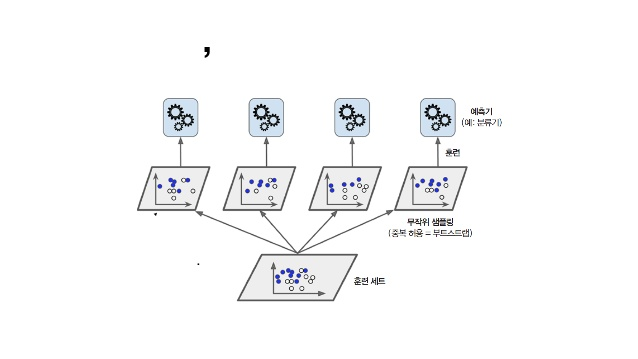 ,
예측기
(예: 분류기)
훈련
무작위 샘플링
(중복 허용 = 부트스트랩)
훈련 세트